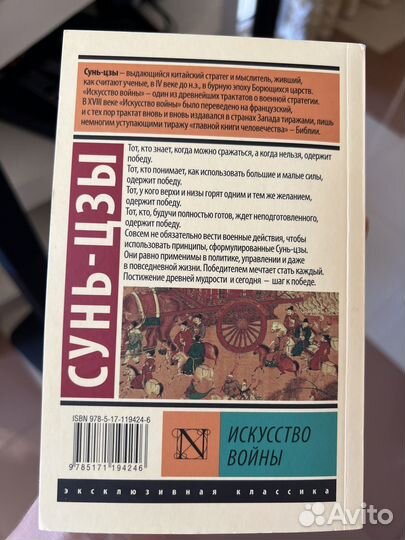 Сунь-цзы – выдающийся китайский стратег и мыслитель, живший,
как считают ученые, в IV веке до н.э., в бурную эпоху Борющихся царств.
«Искусство войны» – один из древнейших трактатов о военной стратегии.
В XVIII веке «Искусство войны» было переведено на французский,
и с тех пор трактат вновь и вновь издавался в странах Запада тиражами, лишь
немногим уступающими тиражу «главной книги человечества» – Библии.
Тот, кто знает, когда можно сражаться, а когда нельзя, одержит
победу.
Тот, кто понимает, как использовать большие и малые силы,
одержит победу.
Тот, у кого верхи и низы горят одним и тем же желанием,
одержит победу.
Тот, кто, будучи полностью готов, ждет неподготовленного,
одержит победу.
Совсем не обязательно вести военные действия, чтобы
использовать принципы, сформулированные Сунь-цзы.
Они равно применимы в политике, управлении и даже
в повседневной жизни. Победителем мечтает стать каждый.
Постижение древней мудрости и сегодня – шаг к победе.
СУНЬ-ЦЗЫ
ISBN 978-5-17-119424-6
9 785171 194246
N
ИСКУССТВО
ВОЙНЫ
эксклюзивная классика
Avito